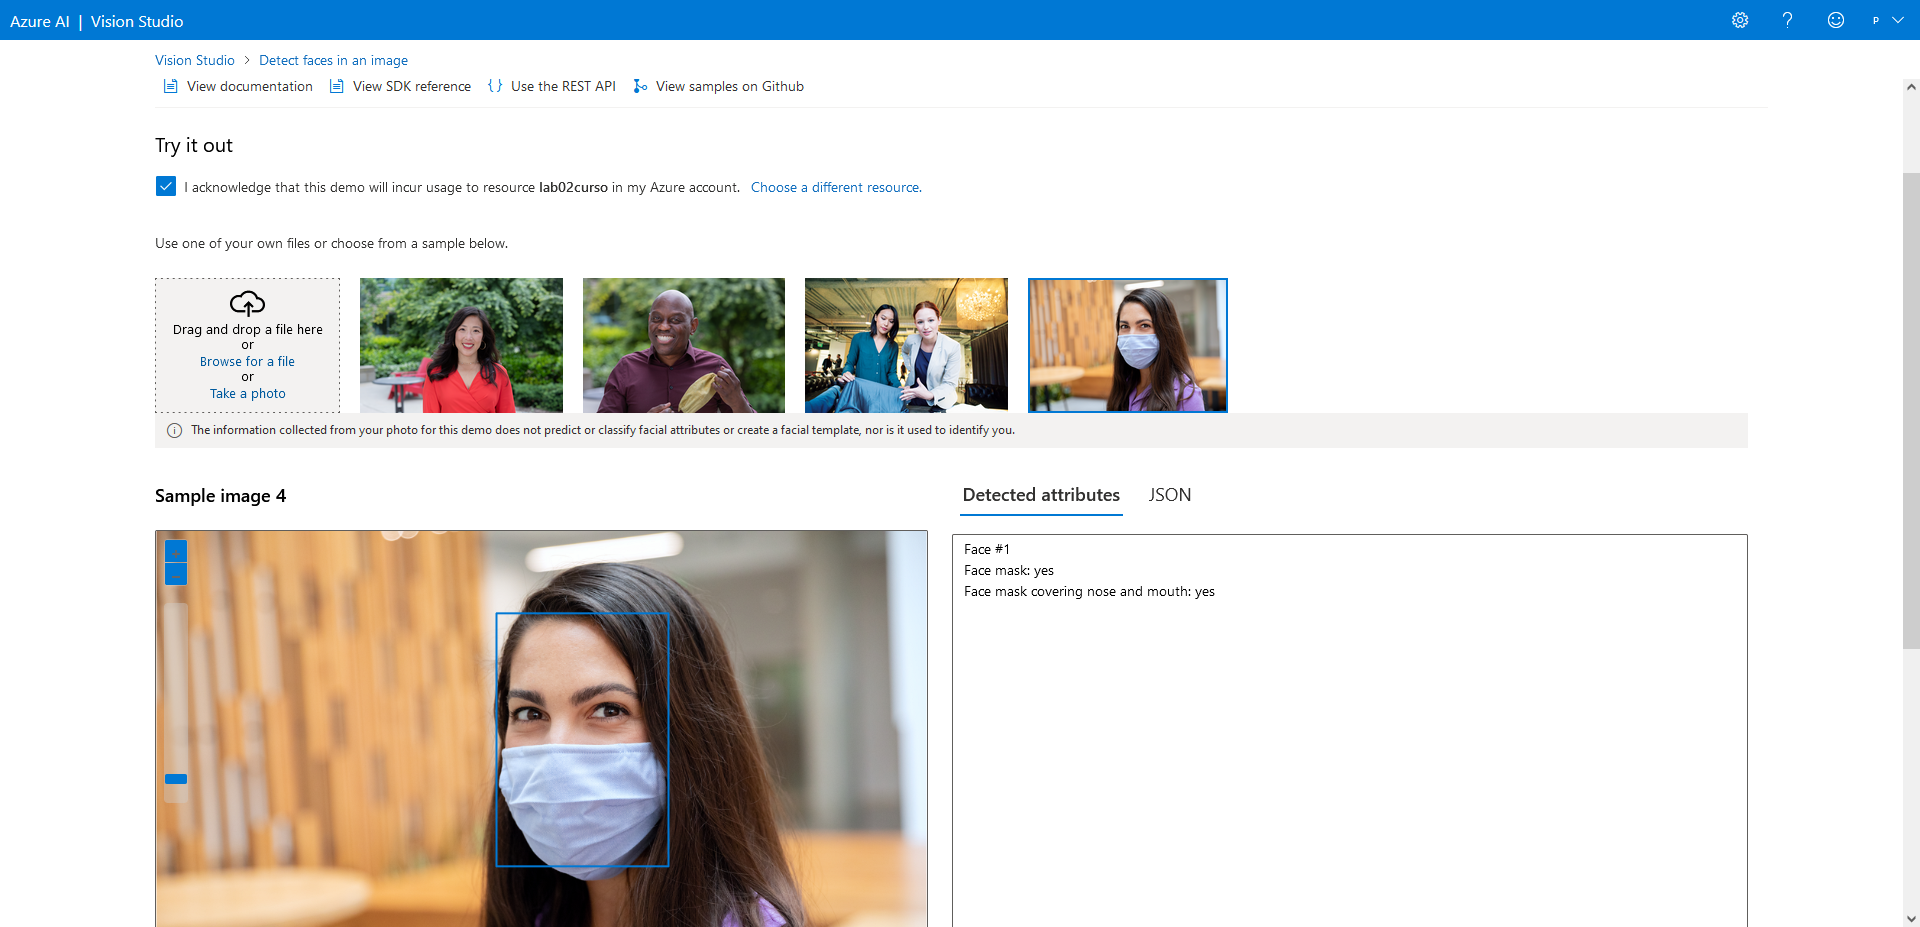 Azure AI | Vision Studio
P
Vision Studio > Detect faces in an image
View documentation View SDK reference Use the REST API View samples on Github
Try it out
I acknowledge that this demo will incur usage to resource lab02curso in my Azure account. Choose a different resource.
Use one of your own files or choose from a sample below.
Drag and drop a file here
or
Browse for a file
or
Take a photo
The information collected from your photo for this demo does not predict or classify facial attributes or create a facial template, nor is it used to identify you.
Sample image 4
Detected attributes JSON
Face #1
Face mask: yes
Face mask covering nose and mouth: yes